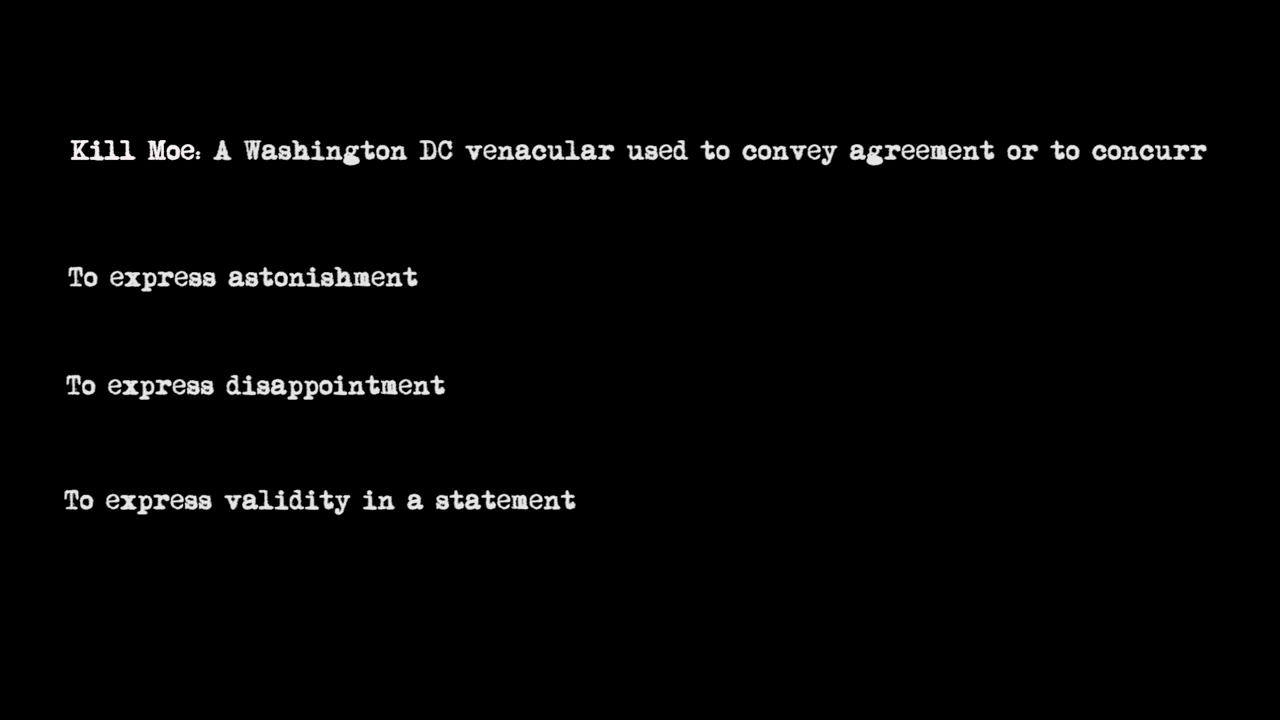 Kill Moe: A Washington DC venacular used to convey agreement or to concurr
To express astonishment
To express disappointment
To express validity in a statement